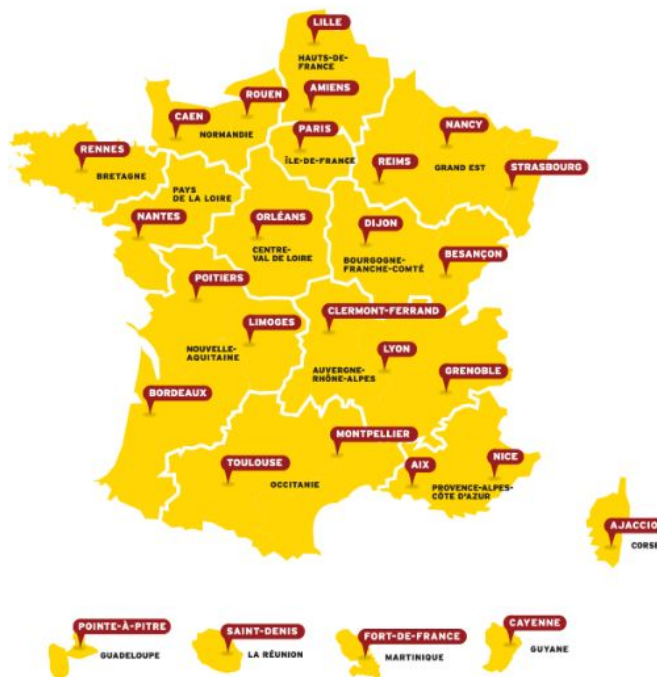 LILLE
HAUTS-DE-
FRANCE
AMIENS
ROUEN
CAEN
NORMANDIE
PARIS
ÎLE-DE-FRANCE
NANCY
REIMS
GRAND EST
STRASBOURG
RENNES
BRETAGNE
PAYS
DE LA LOIRE
NANTES
ORLÉANS
CENTRE-
VAL DE LOIRE
DIJON
BOURGOGNE-
FRANCHE-COMTÉ
BESANÇON
POITIERS
LIMOGES
NOUVELLE-
AQUITAINE
BORDEAUX
CLERMONT-FERRAND
LYON
AUVERGNE-
RHÔNE-ALPES
GRENOBLE
MONTPELLIER
TOULOUSE
OCCITANIE
AIX
NICE
PROVENCE-ALPES-
CÔTE D'AZUR
AJACCIO
CORSE
POINTE-À-PITRE
GUADELOUPE
SAINT-DENIS
LA RÉUNION
FORT-DE-FRANCE
MARTINIQUE
CAYENNE
GUYANE